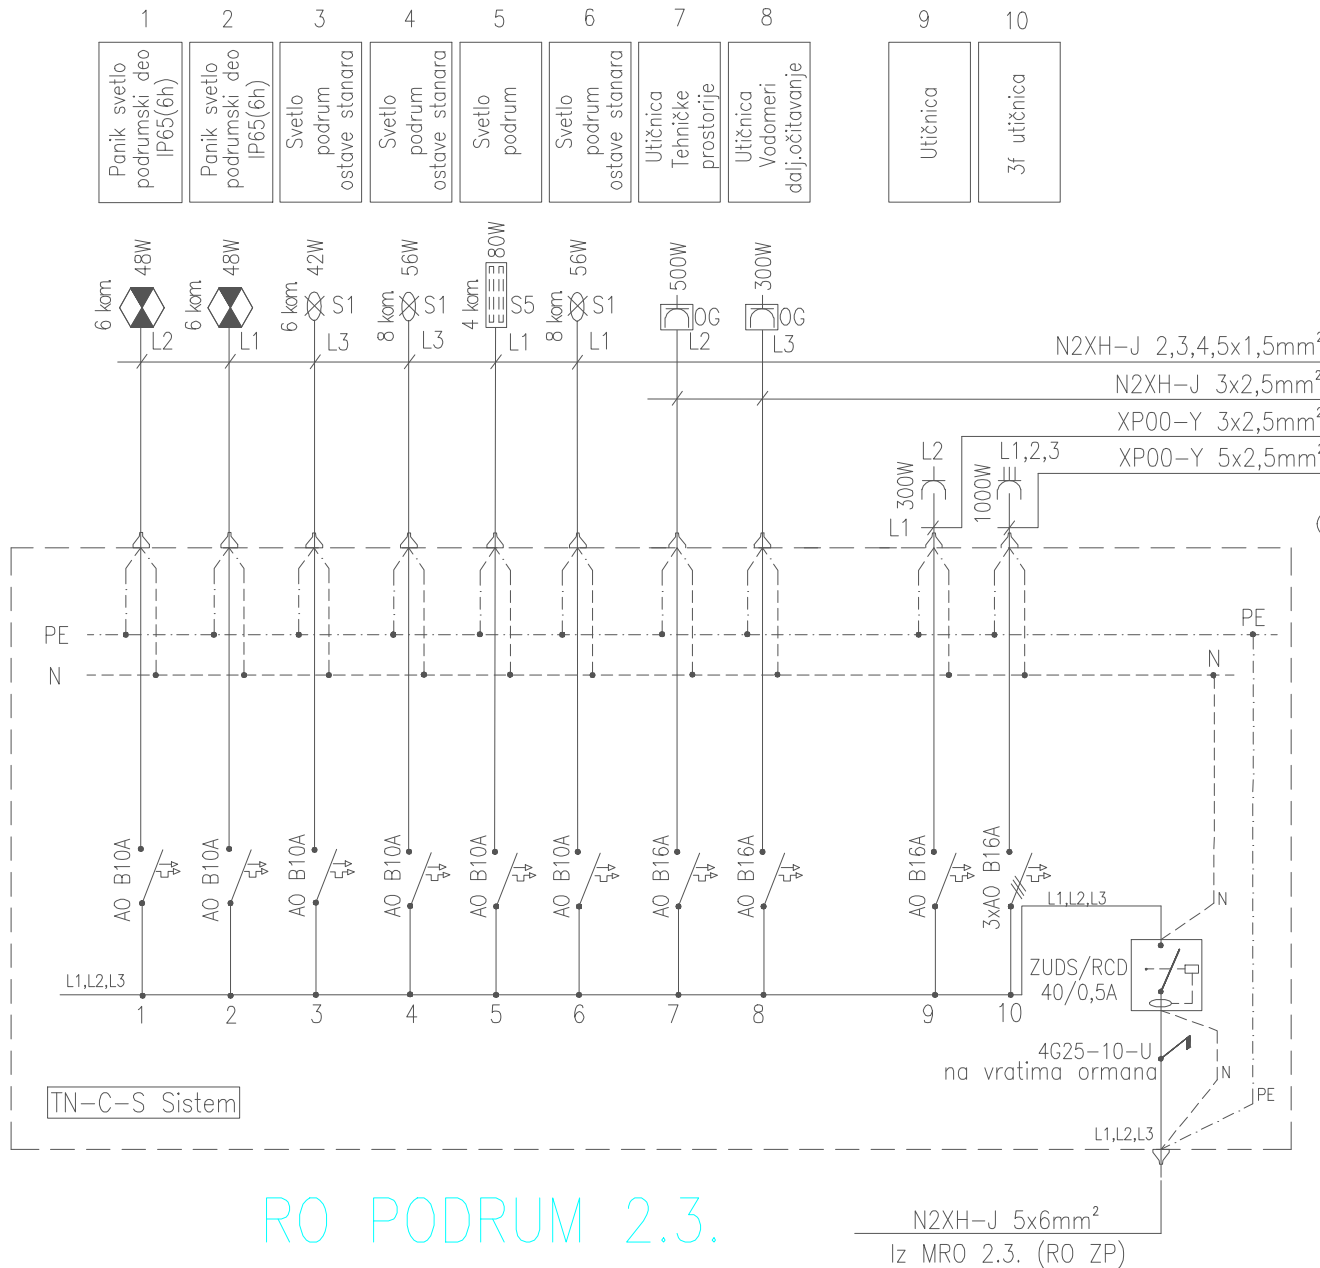 1
2
3
4
5
6
7
8
9
10
Panik svetlo
podrumski deo
IP65(6h)
Panik svetlo
podrumski deo
IP65(6h)
Svetlo
podrum
ostave stanara
Svetlo
podrum
ostave stanara
Svetlo
podrum
Svetlo
podrum
ostave stanara
Utičnica
Tehničke
prostorije
Utičnica
Vodomeri
dalj.očitavanje
Utičnica
3f utičnica
6 kom.
48W
L2
6 kom.
48W
L1
6 kom.
42W
S1
L3
8 kom.
56W
S1
L3
4 kom.
80W
S5
L1
8 kom.
56W
S1
L1
500W
OG
L2
300W
OG
L3
N2XH-J 2,3,4,5x1,5mm²
N2XH-J 3x2,5mm²
XP00-Y 3x2,5mm²
XP00-Y 5x2,5mm²
300W
L2
L1
1000W
L1,2,3
PE
N
PE
N
AO B10A
AO B10A
AO B10A
AO B10A
AO B10A
AO B10A
AO B16A
AO B16A
AO B16A
3xAO B16A
L1,L2,L3
N
L1,L2,L3
ZUDS/RCD
40/0,5A
1
2
3
4
5
6
7
8
9
10
4G25-10-U
na vratima ormana
N
PE
TN-C-S Sistem
L1,L2,L3
RO PODRUM 2.3.
N2XH-J 5x6mm²
Iz MRO 2.3. (RO ZP)